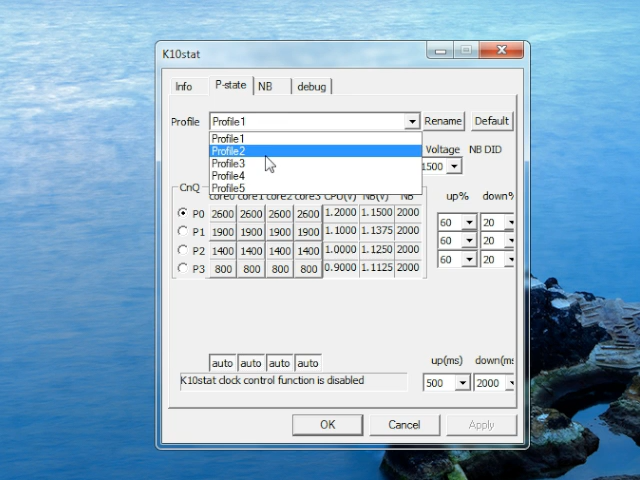 K10stat
Info P-state NB debug
Profile Profile1 Rename Default
Profile1
Profile2 Voltage NB DID
Profile3 1500
Profile4
Profile5
CnQ core0 core1 core2 core3 CPU(V) NB(V) NB up% down%
P0 2600 2600 2600 2600 1.2000 1.1500 2000 60 20
P1 1900 1900 1900 1900 1.1000 1.1375 2000 60 20
P2 1400 1400 1400 1400 1.0000 1.1250 2000 60 20
P3 800 800 800 800 0.9000 1.1125 2000
auto auto auto auto up(ms) down(ms
K10stat clock control function is disabled 500 2000
OK Cancel Apply